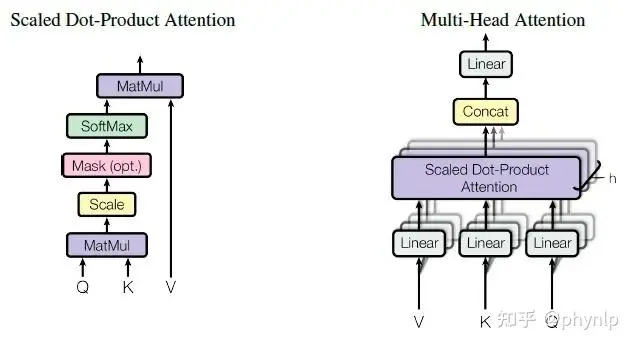 Scaled Dot-Product Attention
MatMul
SoftMax
Mask (opt.)
Scale
MatMul
Q K V
Multi-Head Attention
Linear
Concat
Scaled Dot-Product
Attention
h
Linear Linear Linear
V K Q
知乎 @phynlp